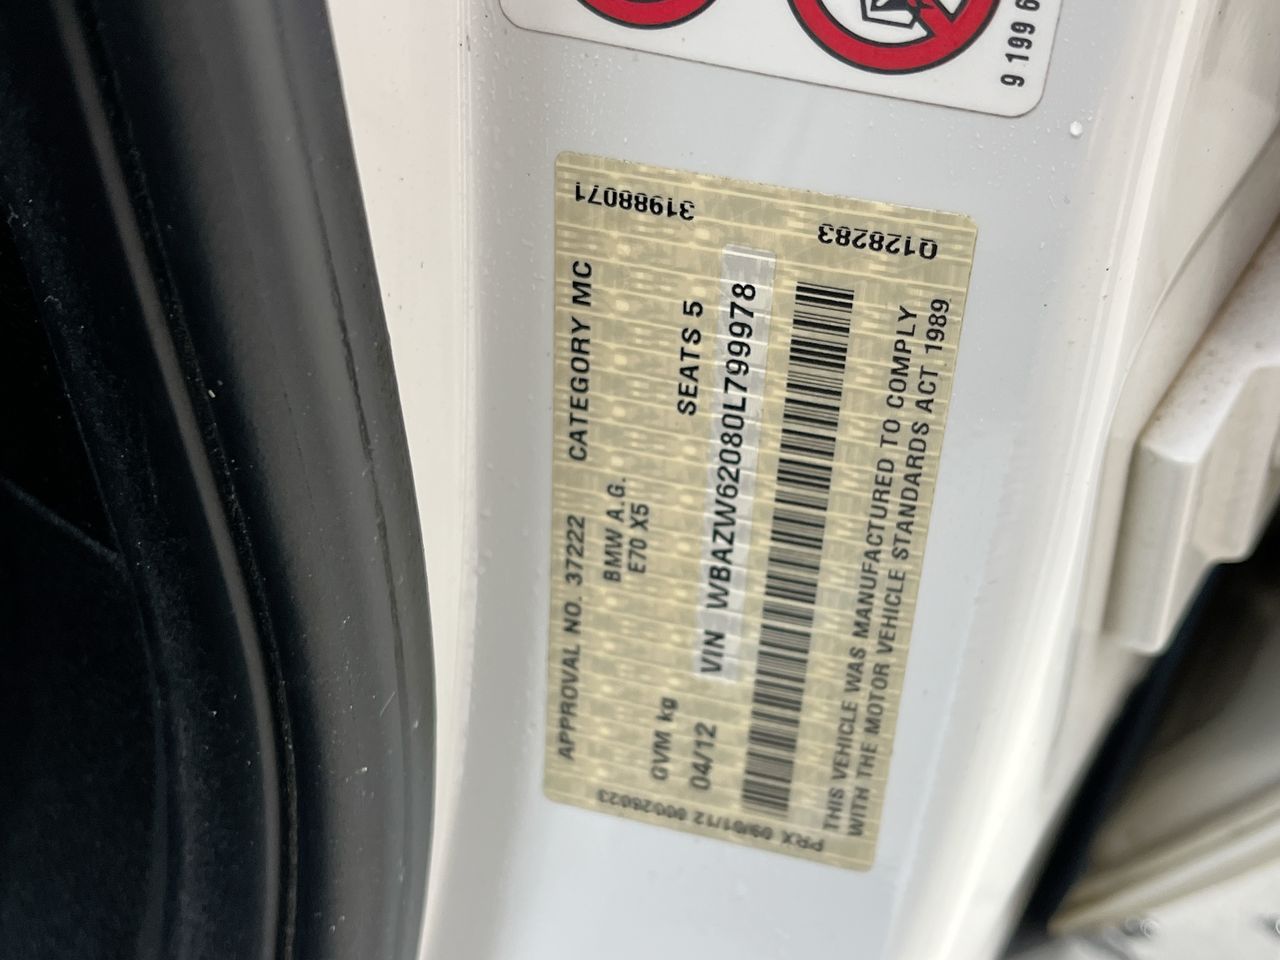 9 199 6
31988071
Q128283
APPROVAL NO. 37222 CATEGORY MC
BMW A.G.
E70 X5
GVM kg
04/12 SEATS 5
VIN WBAZW62080L799978
THIS VEHICLE WAS MANUFACTURED TO COMPLY
WITH THE MOTOR VEHICLE STANDARDS ACT 1989
PRX 09/01/12 00026023